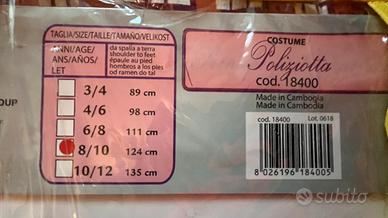 TAGLIA/SIZE/TAILLE/TAMAÑO/VELIKOST
ANNI/AGE/
ANS/AÑOS/
LET
da spalla a terra
shoulder to feet
épaule au pied
hombros a los pies
od ramen do tal
3/4 89 cm
4/6 98 cm
6/8 111 cm
8/10 124 cm
10/12 135 cm
COSTUME
Poliziotta
cod. 18400
Made in Cambogia
Made in Cambodia
cod. 18400 Lot. 0618
8 026196 184005
OUP
subito